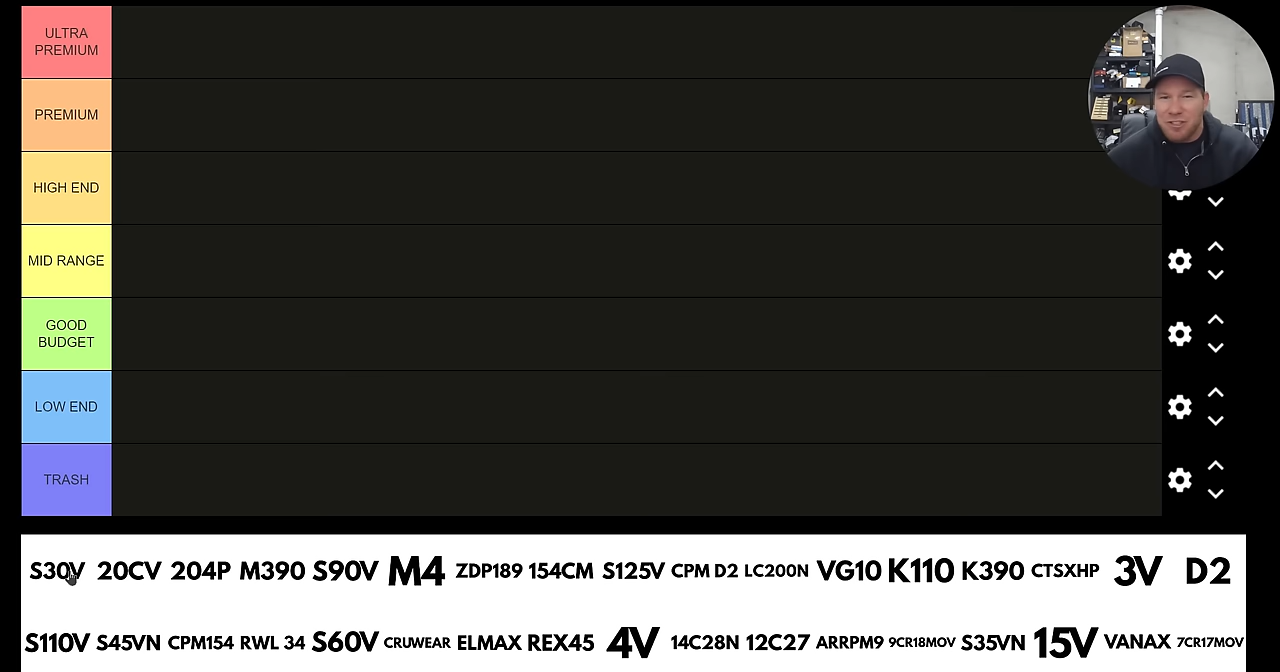 ULTRA
PREMIUM
PREMIUM
HIGH END
MID RANGE
GOOD
BUDGET
LOW END
TRASH
S30V 20CV 204P M390 S90V M4 ZDP189 154CM S125V CPM D2 LC200N VG10 K110 K390 CTSXHP 3V D2
S110V S45VN CPM154 RWL 34 S60V CRUWEAR ELMAX REX45 4V 14C28N 12C27 ARRPM9 9CR18MOV S35VN 15V VANAX 7CR17MOV